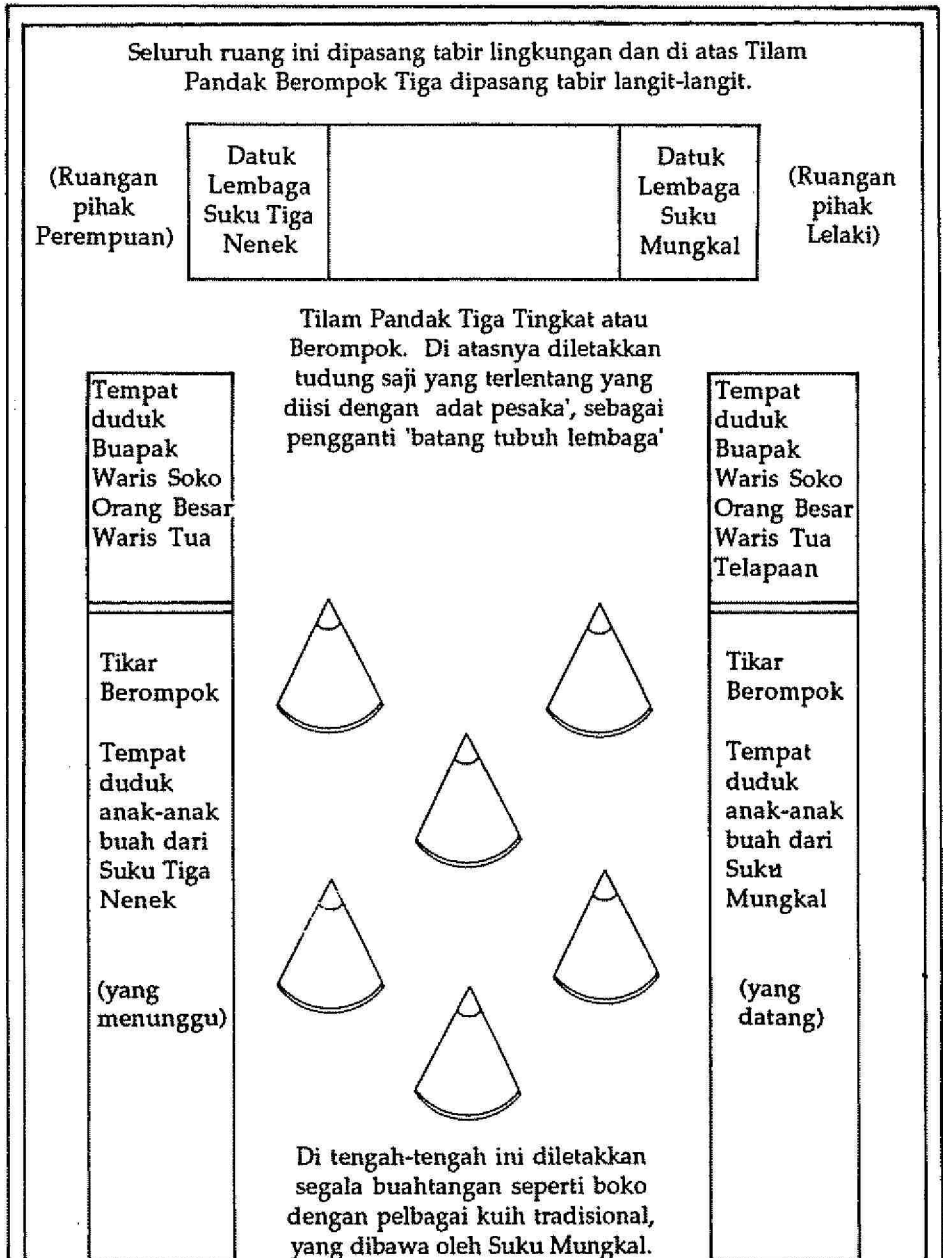 Seluruh ruang ini dipasang tabir lingkungan dan di atas Tilam
Pandak Berompok Tiga dipasang tabir langit-langit.
(Ruangan
pihak
Perempuan)
Datuk
Lembaga
Suku Tiga
Nenek
Datuk
Lembaga
Suku
Mungkal
(Ruangan
pihak
Lelaki)
Tilam Pandak Tiga Tingkat atau
Berompok. Di atasnya diletakkan
tudung saji yang terlentang yang
diisi dengan adat pesaka', sebagai
pengganti 'batang tubuh lembaga'
Tempat
duduk
Buapak
Waris Soko
Orang Besar
Waris Tua
Tempat
duduk
Buapak
Waris Soko
Orang Besar
Waris Tua
Telapaan
Tikar
Berompok
Tempat
duduk
anak-anak
buah dari
Suku Tiga
Nenek
(yang
menunggu)
Tikar
Berompok
Tempat
duduk
anak-anak
buah dari
Suku
Mungkal
(yang
datang)
Di tengah-tengah ini diletakkan
segala buahtangan seperti boko
dengan pelbagai kuih tradisional,
yang dibawa oleh Suku Mungkal.